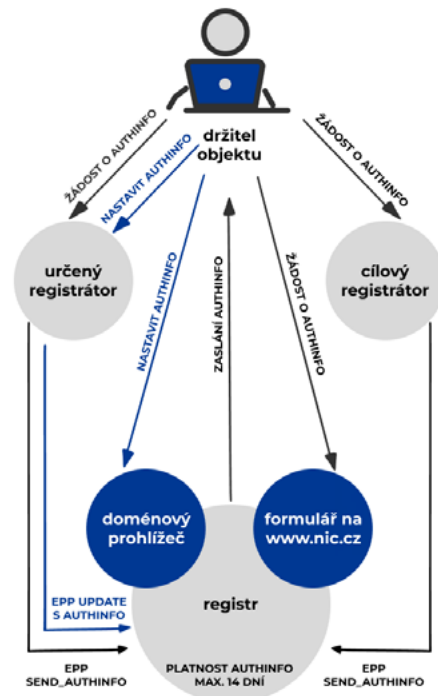 držitel
objektu
ŽÁDOST O AUTHINFO
NASTAVIT AUTHINFO
ŽÁDOST O AUTHINFO
určený
registrátor
cílový
registrátor
NASTAVIT AUTHINFO
ZASLÁNÍ AUTHINFO
ŽÁDOST O AUTHINFO
doménový
prohlížeč
formulář na
www.nic.cz
registr
EPP UPDATE
S AUTHINFO
EPP
SEND_AUTHINFO
PLATNOST AUTHINFO
MAX. 14 DNÍ
EPP
SEND_AUTHINFO